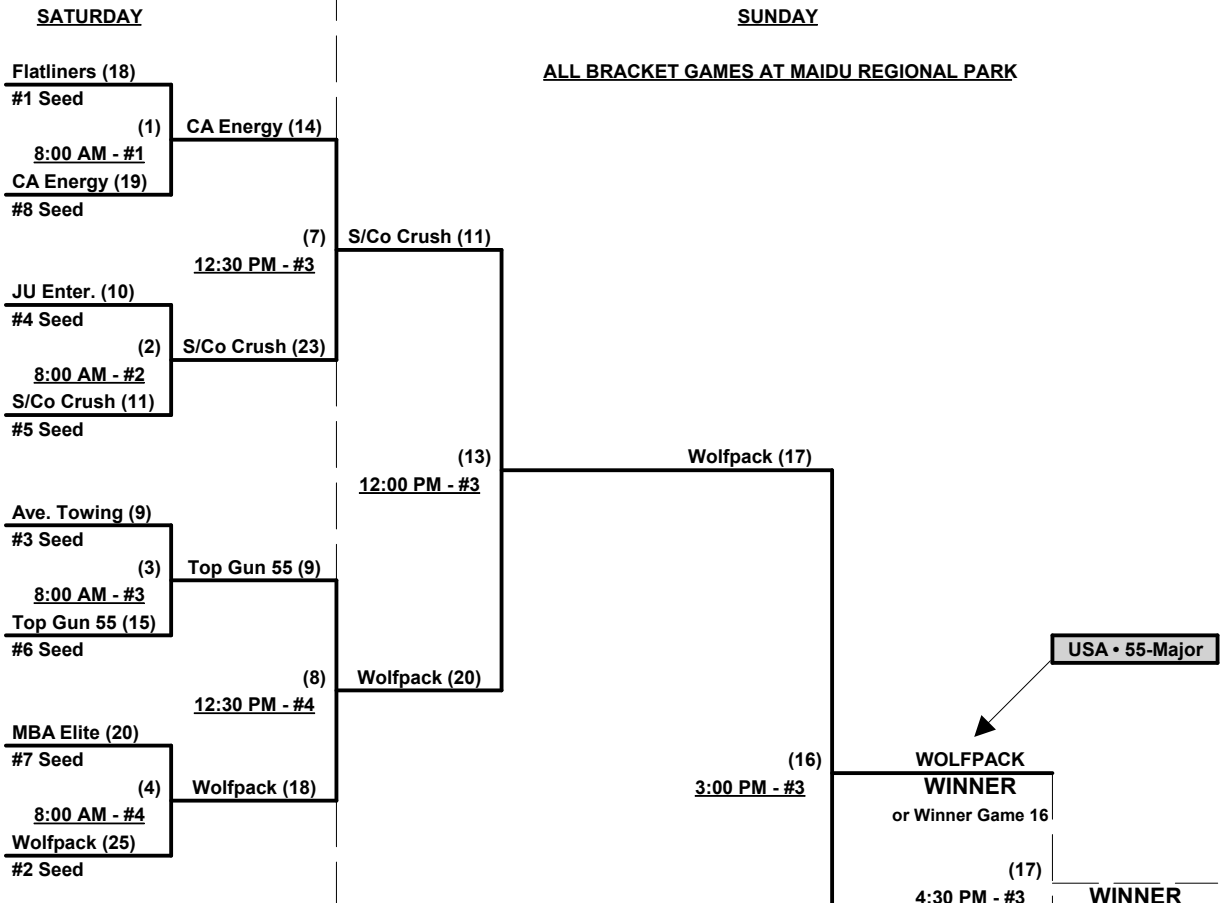 SATURDAY
SUNDAY
ALL BRACKET GAMES AT MAIDU REGIONAL PARK
Flatliners (18)
#1 Seed
(1)
CA Energy (14)
8:00 AM - #1
CA Energy (19)
#8 Seed
(7)
S/Co Crush (11)
12:30 PM - #3
JU Enter. (10)
#4 Seed
(2)
S/Co Crush (23)
8:00 AM - #2
S/Co Crush (11)
#5 Seed
(13)
Wolfpack (17)
12:00 PM - #3
Ave. Towing (9)
#3 Seed
(3)
Top Gun 55 (9)
8:00 AM - #3
Top Gun 55 (15)
#6 Seed
USA • 55-Major
(8)
Wolfpack (20)
12:30 PM - #4
MBA Elite (20)
#7 Seed
(16)
WOLFPACK
(4)
Wolfpack (18)
3:00 PM - #3
WINNER
8:00 AM - #4
or Winner Game 16
Wolfpack (25)
#2 Seed
(17)
4:30 PM - #3
WINNER